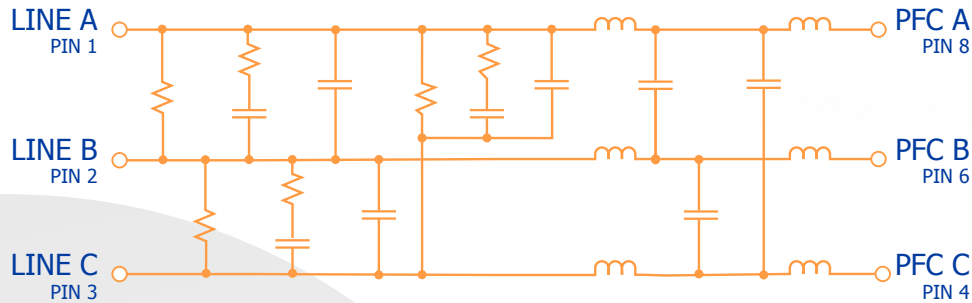 LINE A
PIN 1
PFC A
PIN 8
LINE B
PIN 2
PFC B
PIN 6
LINE C
PIN 3
PFC C
PIN 4